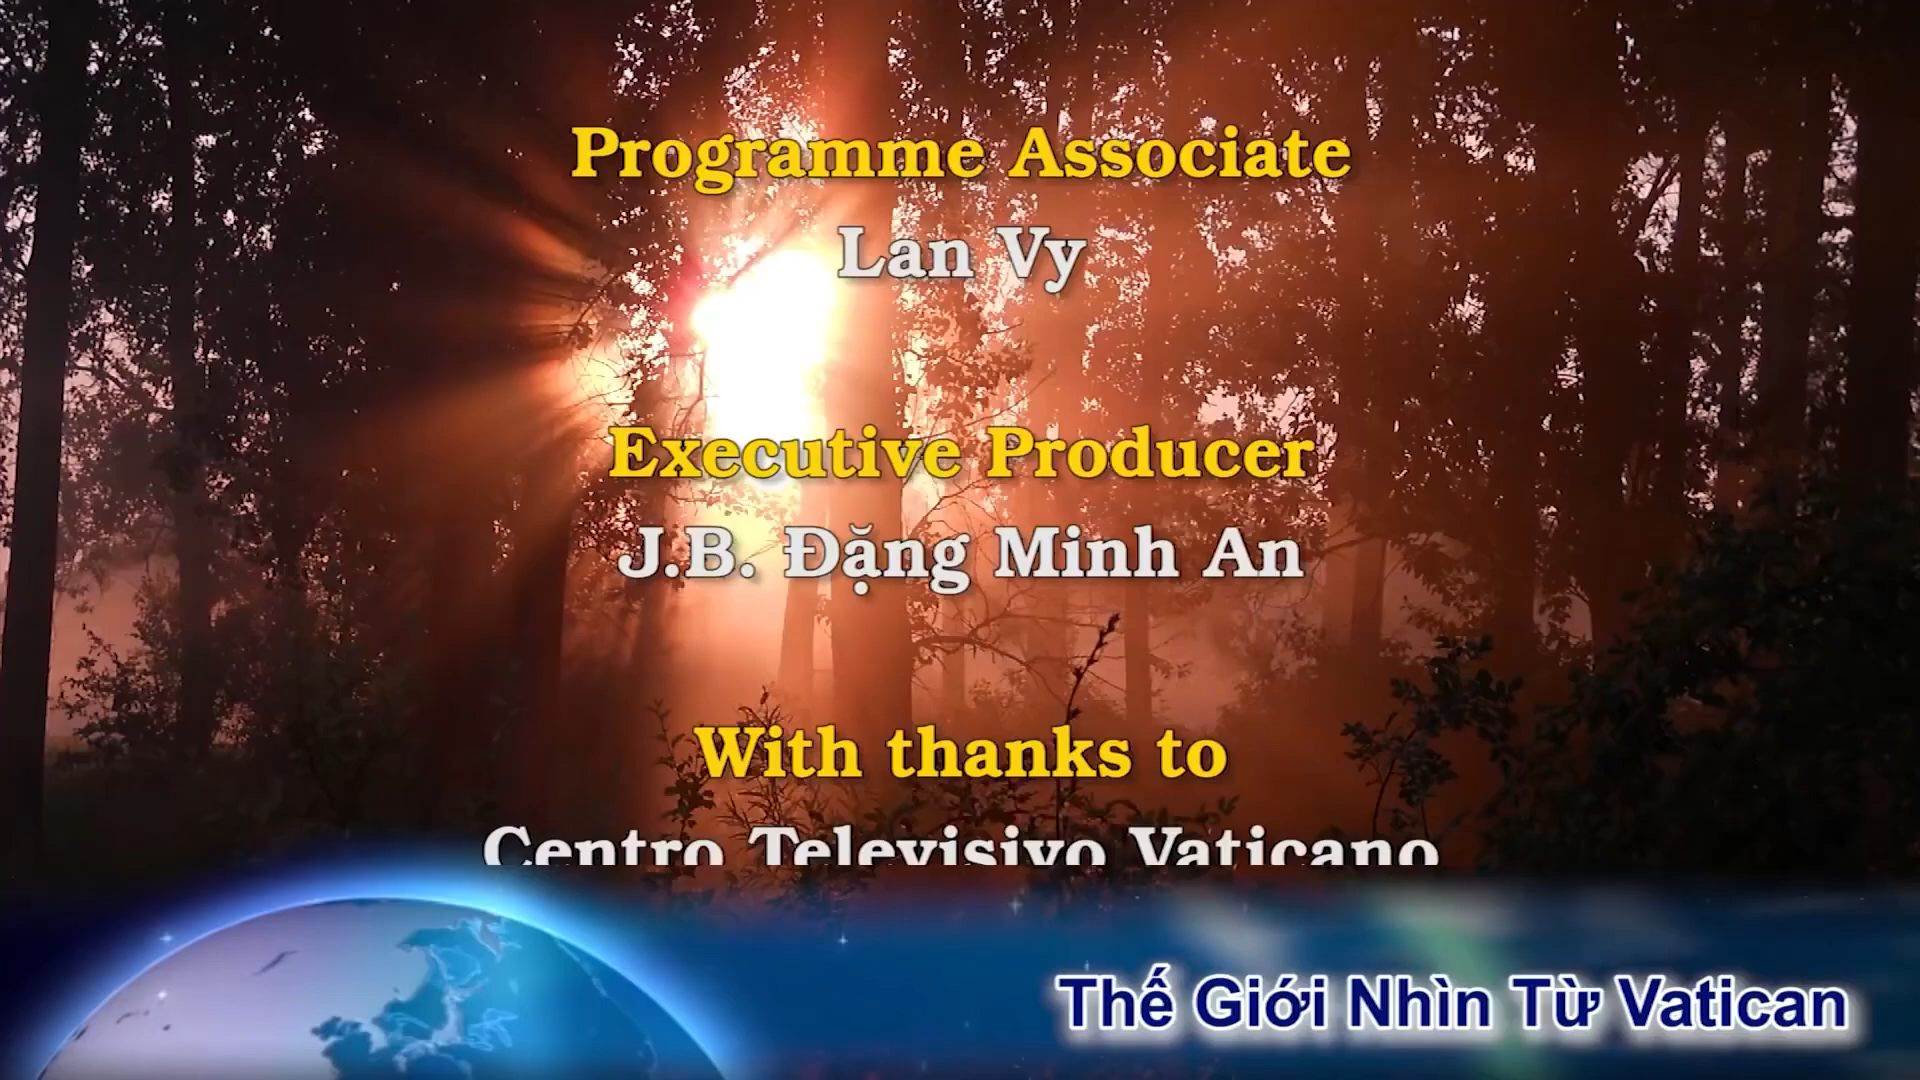 Programme Associate
Lan Vy
Executive Producer
J.B. Đặng Minh An
With thanks to
Centro Televisivo Vaticano
Thế Giới Nhìn Từ Vatican